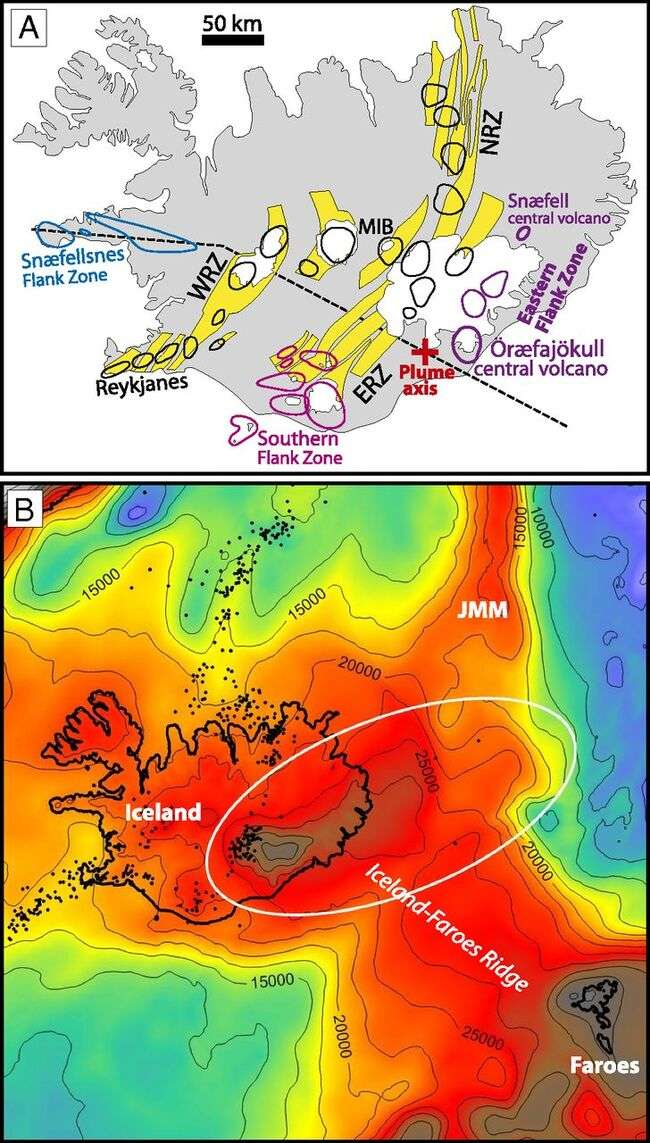 A
50 km
NRZ
Snæfell
central volcano
MIB
Snæfellsnes
Flank Zone
WRZ
Eastern
Flank Zone
Öræfajökull
central volcano
Plume
axis
ERZ
Reykjanes
Southern
Flank Zone
B
15000
10000
15000
15000
JMM
20000
25000
Iceland
20000
Iceland-Faroes Ridge
15000
20000
25000
Faroes